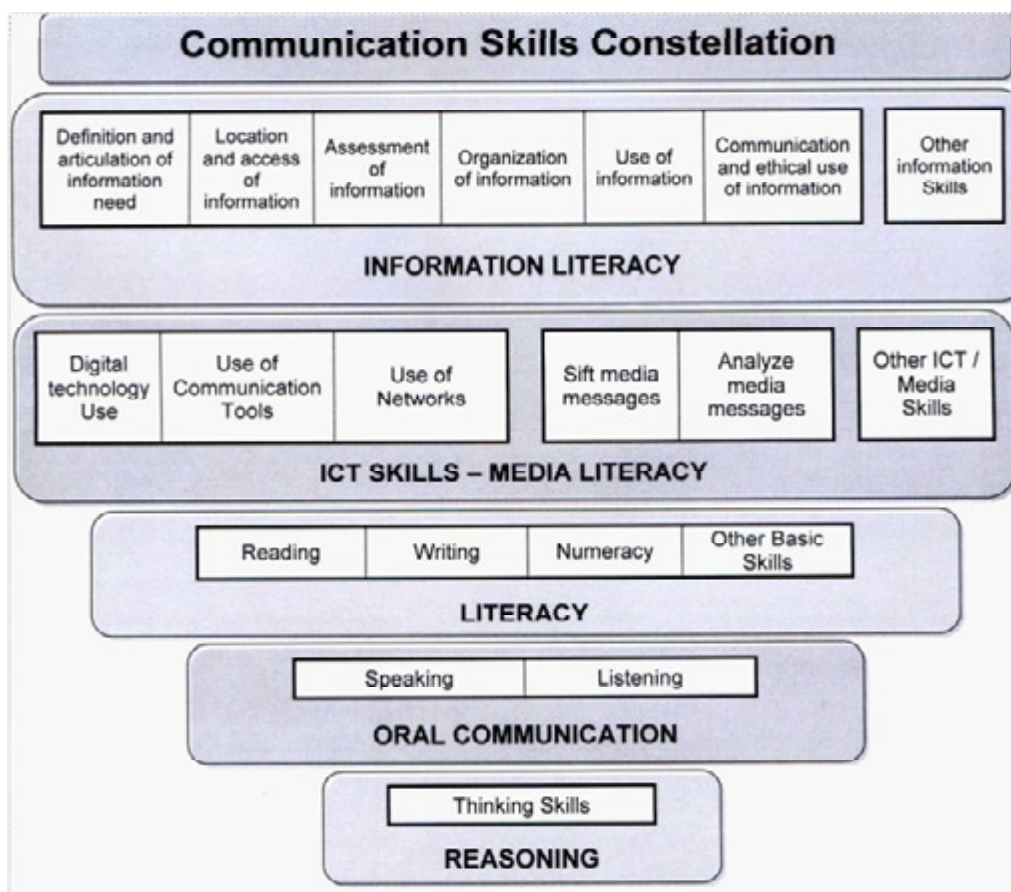 Communication Skills Constellation
Definition and
articulation of
information
need
Location
and access
of
information
Assessment
of
information
Organization
of information
Use of
information
Communication
and ethical use
of information
Other
information
Skills
INFORMATION LITERACY
Digital
technology
Use
Use of
Communication
Tools
Use of
Networks
Sift media
messages
Analyze
media
messages
Other ICT /
Media
Skills
ICT SKILLS – MEDIA LITERACY
Reading
Writing
Numeracy
Other Basic
Skills
LITERACY
Speaking
Listening
ORAL COMMUNICATION
Thinking Skills
REASONING